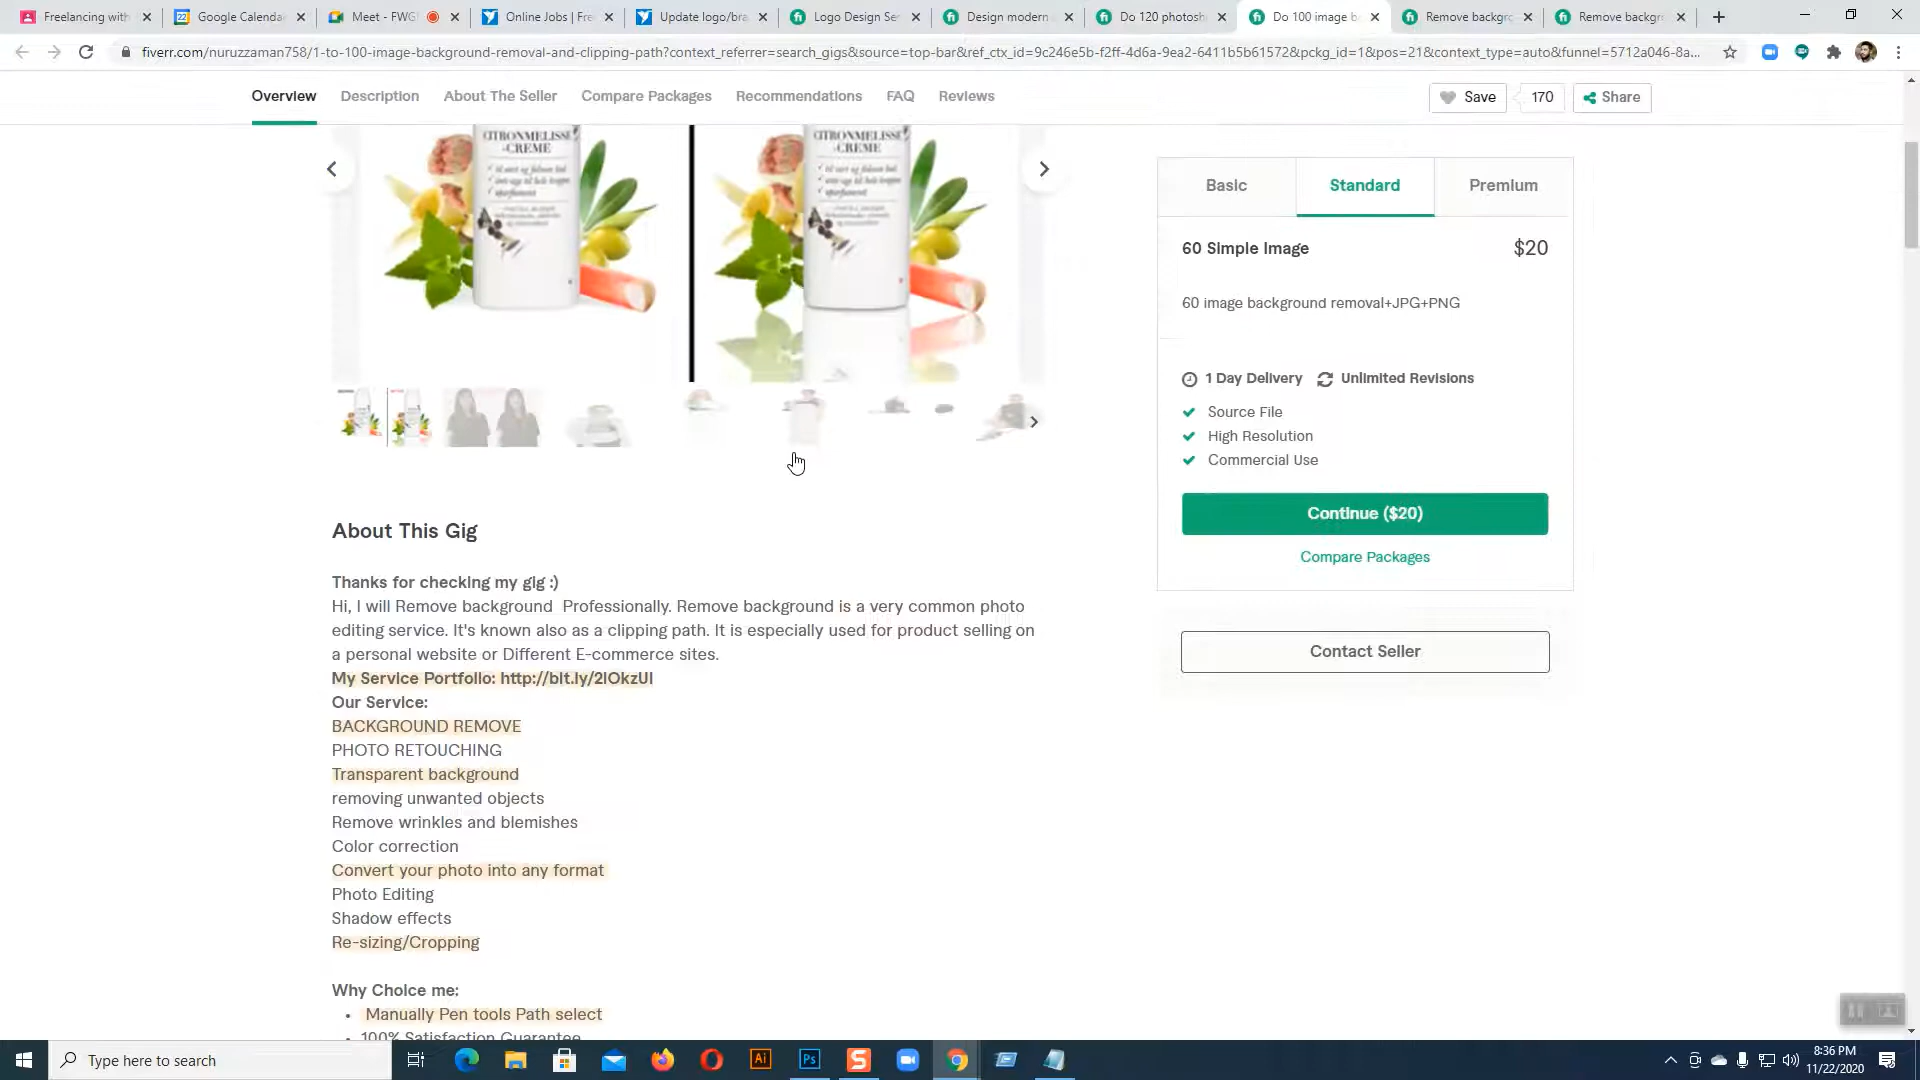 Freelancing with
Google Calenda
Meet - FWG
Online Jobs | Fre
Update logo/bra
Logo Design Se
Design modern
Do 120 photosh
Do 100 image b
Remove backgro
Remove backgr
fiverr.com/nuruzzaman758/1-to-100-image-background-removal-and-clipping-path?context_referrer=search_gigs&source=top-bar&ref_ctx_id=9c246e5b-f2ff-4d6a-9ea2-6411b5b61572&pckg_id=1&pos=21&context_type=auto&funnel=5712a046-8a...
Overview Description About The Seller Compare Packages Recommendations FAQ Reviews
Save 170 Share
CITRONMELISSE
-CREME
CITRONMELISSE
-CREME
Basic Standard Premium
60 Simple Image $20
60 image background removal+JPG+PNG
1 Day Delivery Unlimited Revisions
Source File
High Resolution
Commercial Use
Continue ($20)
Compare Packages
Contact Seller
About This Gig
Thanks for checking my gig :)
Hi, I will Remove background Professionally. Remove background is a very common photo
editing service. It's known also as a clipping path. It is especially used for product selling on
a personal website or Different E-commerce sites.
My Service Portfolio: http://bit.ly/2IOkzUI
Our Service:
BACKGROUND REMOVE
PHOTO RETOUCHING
Transparent background
removing unwanted objects
Remove wrinkles and blemishes
Color correction
Convert your photo into any format
Photo Editing
Shadow effects
Re-sizing/Cropping
Why Choice me:
Manually Pen tools Path select
100% Satisfaction Guarantee
Type here to search
8:36 PM
11/22/2020